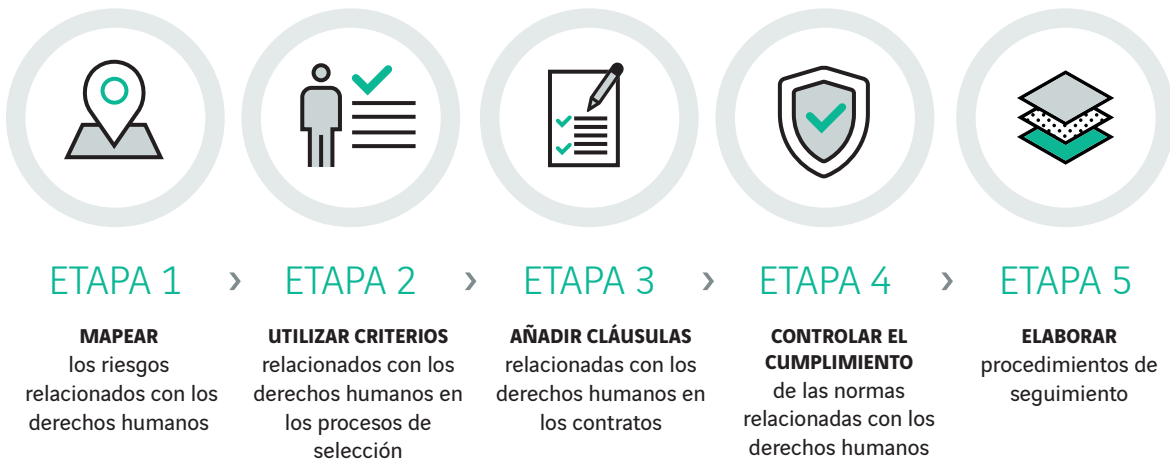 ETAPA 1
›
ETAPA 2
›
ETAPA 3
›
ETAPA 4
›
ETAPA 5
MAPEAR
los riesgos
relacionados con los
derechos humanos
UTILIZAR CRITERIOS
relacionados con los
derechos humanos en
los procesos de
selección
AÑADIR CLÁUSULAS
relacionadas con los
derechos humanos en
los contratos
CONTROLAR EL
CUMPLIMIENTO
de las normas
relacionadas con los
derechos humanos
ELABORAR
procedimientos de
seguimiento